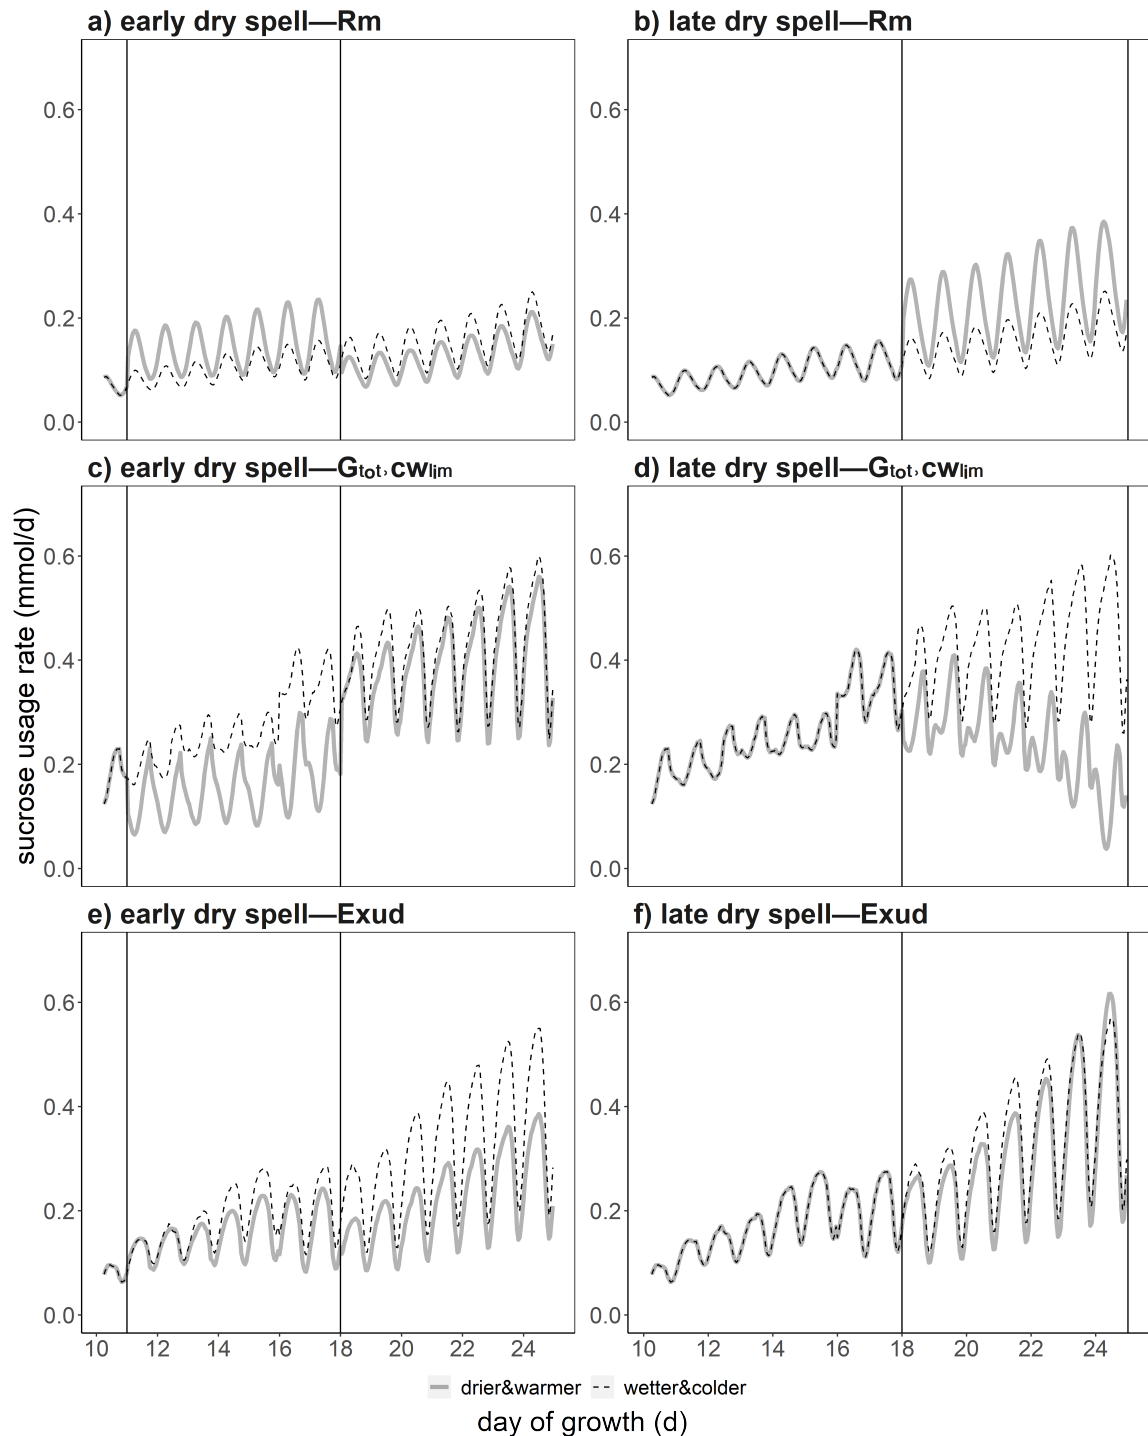 a) early dry spell—Rm
b) late dry spell—Rm
0.6
0.4
0.2
0.0
0.6
0.4
0.2
0.0
c) early dry spell—Gtot, cwlim
d) late dry spell—Gtot, cwlim
sucrose usage rate (mmol/d)
0.6
0.4
0.2
0.0
0.6
0.4
0.2
0.0
e) early dry spell—Exud
f) late dry spell—Exud
0.6
0.4
0.2
0.0
0.6
0.4
0.2
0.0
10 12 14 16 18 20 22 24
10 12 14 16 18 20 22 24
drier&warmer wetter&colder
day of growth (d)